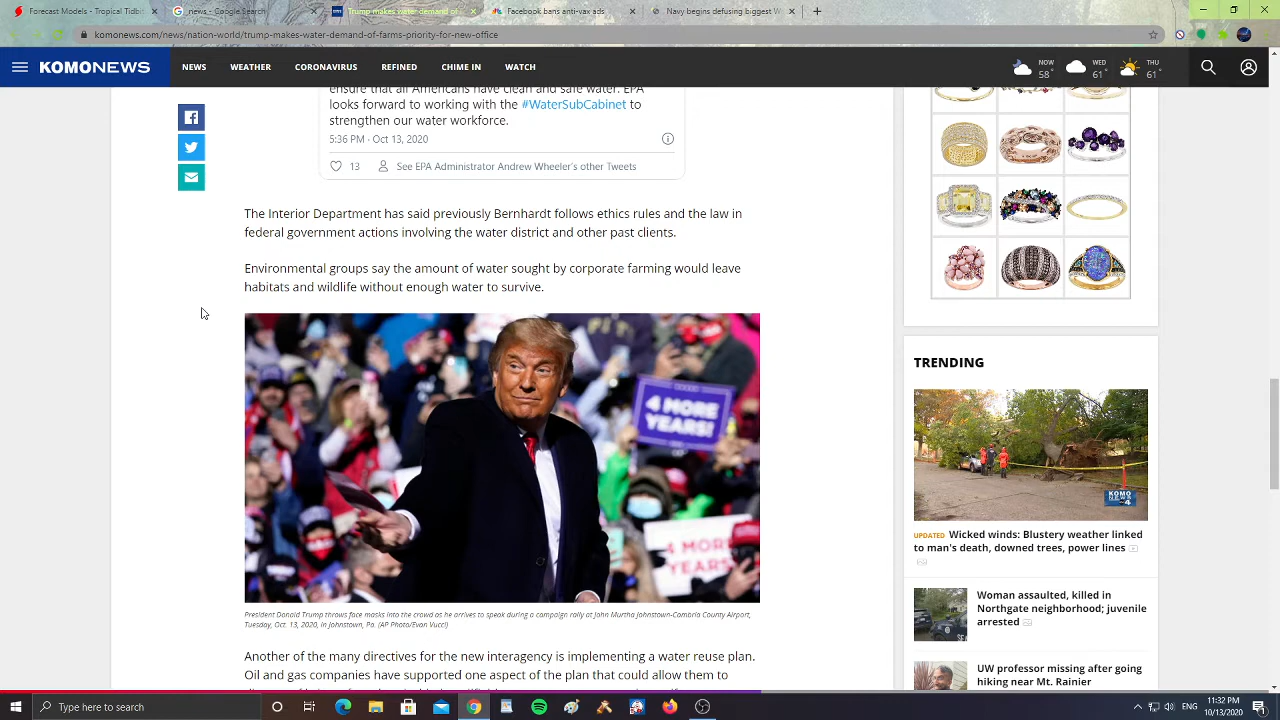 Forecast Models - Tropical Tidbit
news - Google Search
Trump makes water demand of
Facebook bans anti-vax ads
Navy begins defusing biggest W
komonews.com/news/nation-world/trump-makes-water-demand-of-farms-priority-for-new-office
KOMONEWS
NEWS WEATHER CORONAVIRUS REFINED CHIME IN WATCH
NOW 58° WED 61° THU 61°
ensure that all Americans have clean and safe water. EPA
looks forward to working with the #WaterSubCabinet to
strengthen our water workforce.
5:36 PM · Oct 13, 2020
13 See EPA Administrator Andrew Wheeler's other Tweets
The Interior Department has said previously Bernhardt follows ethics rules and the law in
federal government actions involving the water district and other past clients.
Environmental groups say the amount of water sought by corporate farming would leave
habitats and wildlife without enough water to survive.
4 MORE
YEARS!
4 MORE
YEARS!
President Donald Trump throws face masks into the crowd as he arrives to speak during a campaign rally at John Murtha Johnstown-Cambria County Airport,
Tuesday, Oct. 13, 2020, in Johnstown, Pa. (AP Photo/Evan Vucci)
Another of the many directives for the new interagency is implementing a water reuse plan.
Oil and gas companies have supported one aspect of the plan that could allow them to
TRENDING
KOMO
NEWS
4
UPDATED Wicked winds: Blustery weather linked
to man's death, downed trees, power lines
Woman assaulted, killed in
Northgate neighborhood; juvenile
arrested
UW professor missing after going
hiking near Mt. Rainier
Type here to search
ENG
11:32 PM
10/13/2020